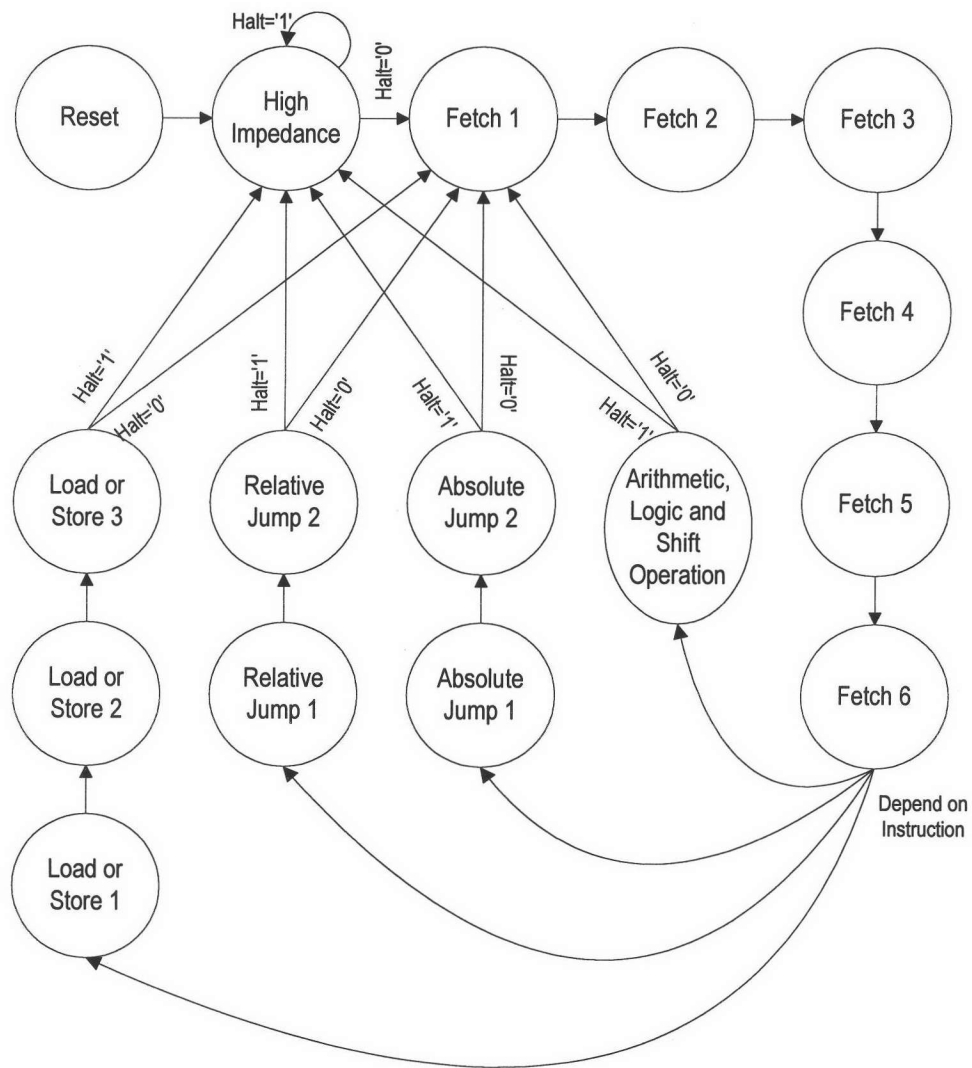 Halt='1'
Halt='0'
Reset
High
Impedance
Fetch 1
Fetch 2
Fetch 3
Fetch 4
Halt='1'
Halt='0'
Halt='1'
Halt='0'
Halt='1'
Halt='0'
Halt='1'
Halt='0'
Load or
Store 3
Relative
Jump 2
Absolute
Jump 2
Arithmetic,
Logic and
Shift
Operation
Fetch 5
Load or
Store 2
Relative
Jump 1
Absolute
Jump 1
Fetch 6
Depend on
Instruction
Load or
Store 1